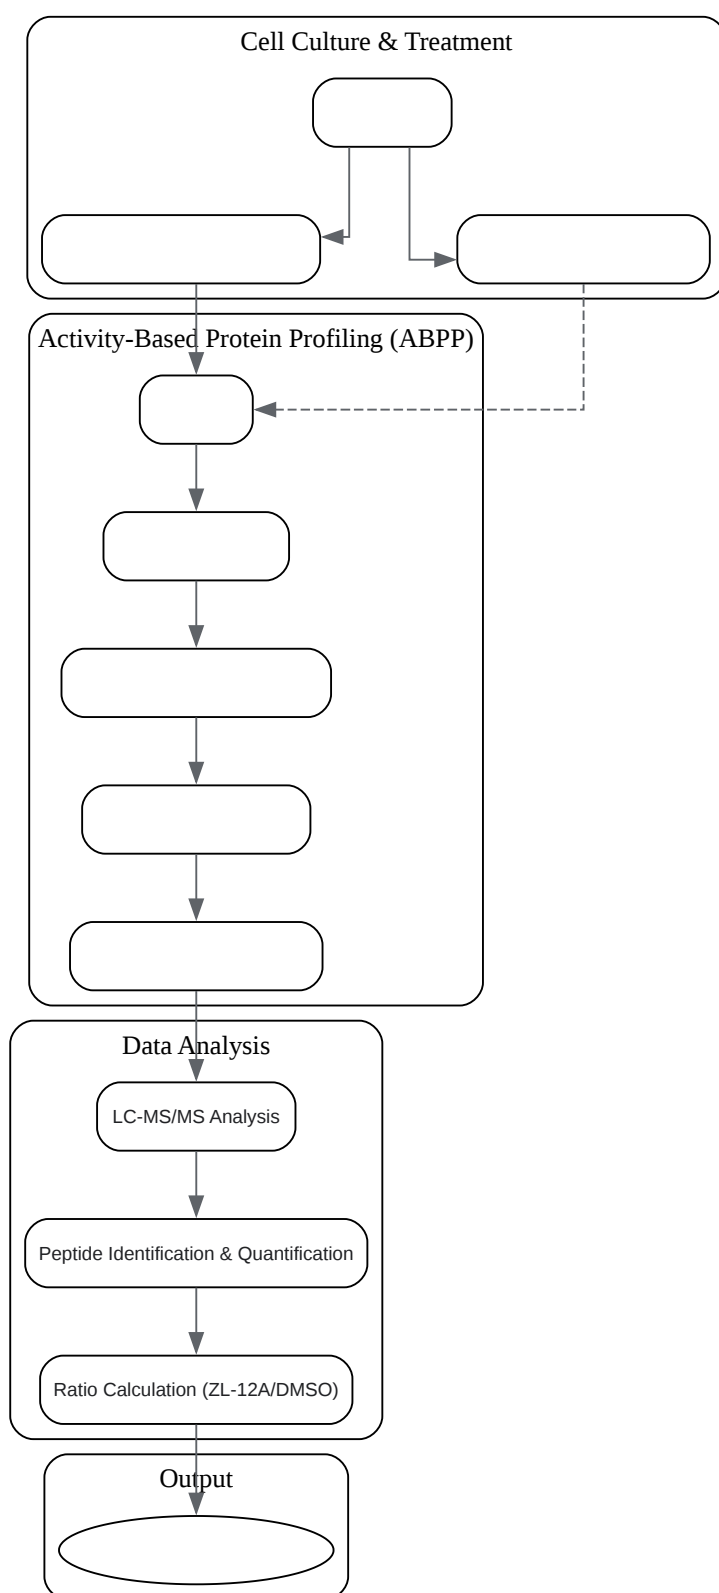 Cell Culture & Treatment
Activity-Based Protein Profiling (ABPP)
Data Analysis
LC-MS/MS Analysis
Peptide Identification & Quantification
Ratio Calculation (ZL-12A/DMSO)
Output